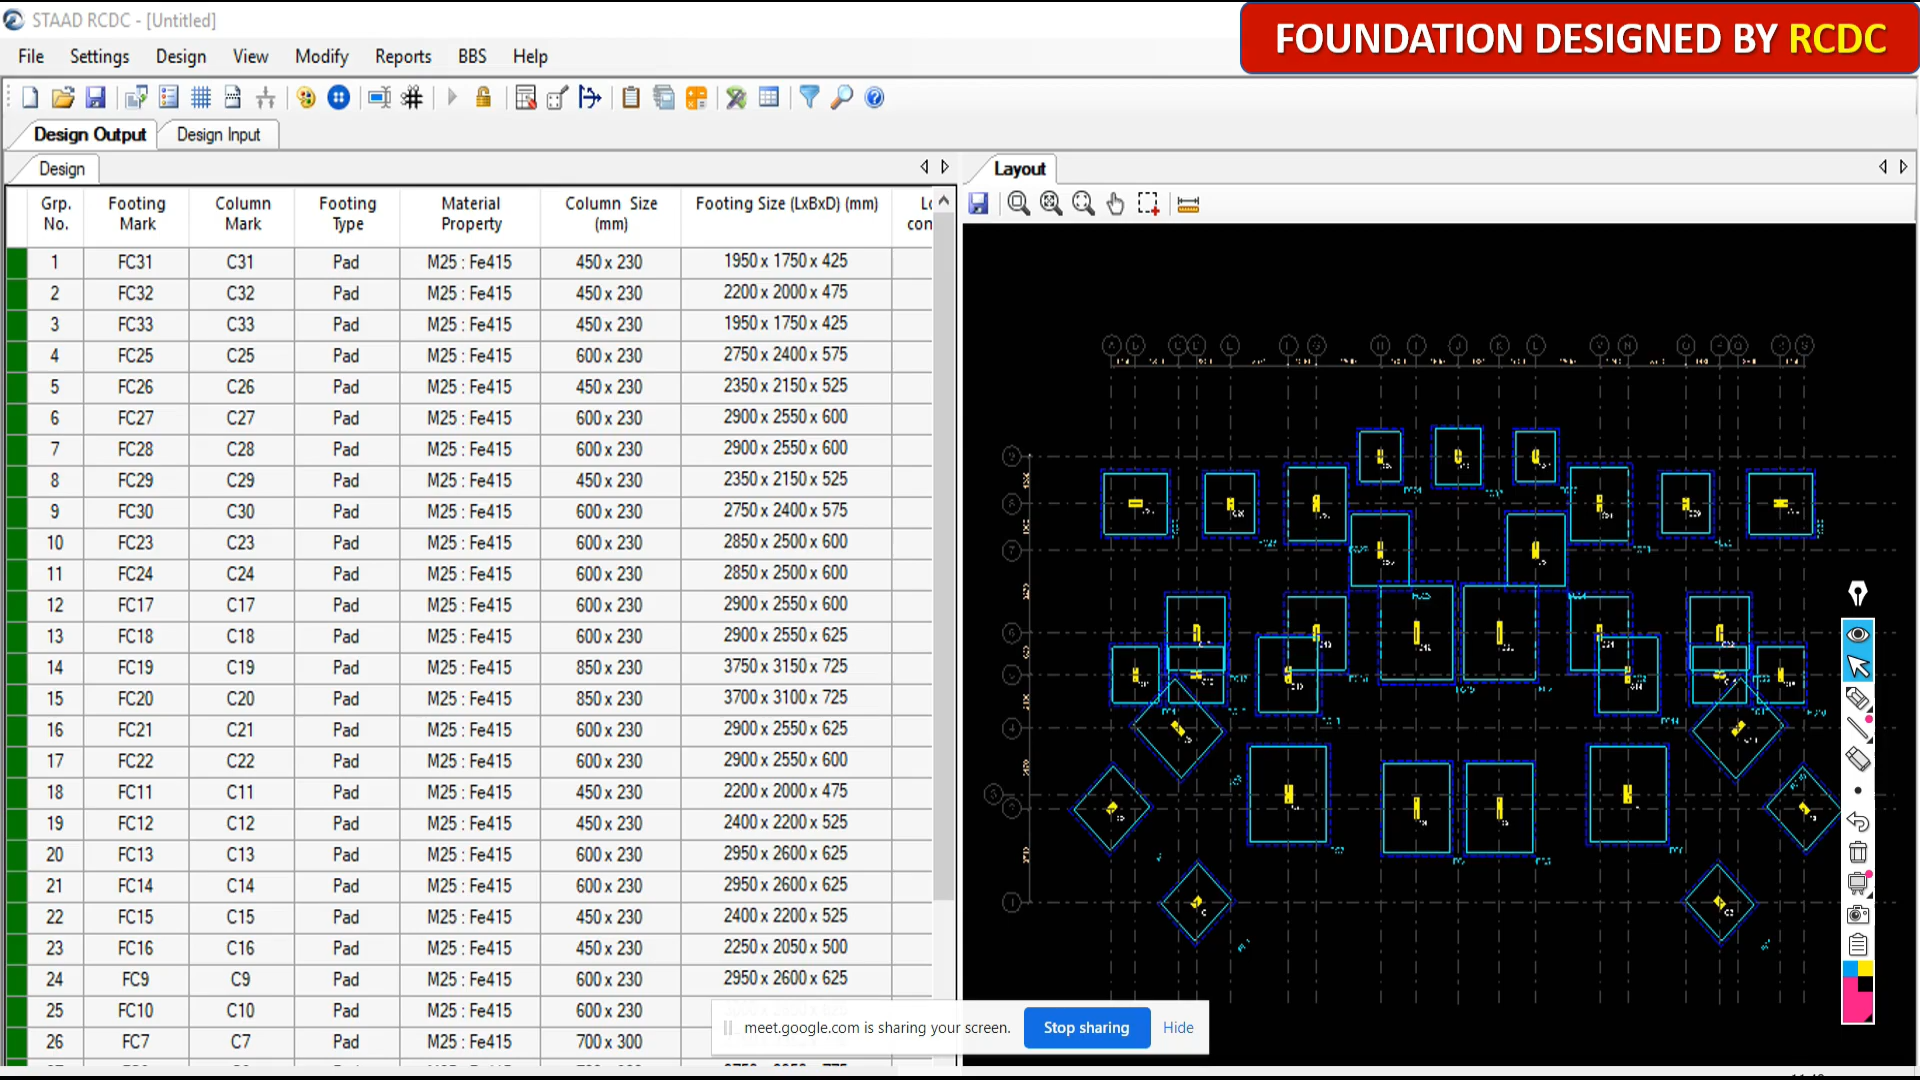 STAAD RCDC - [Untitled]
FOUNDATION DESIGNED BY RCDC
File Settings Design View Modify Reports BBS Help
Design Output Design Input
Design
Layout
Grp. No. Footing Mark Column Mark Footing Type Material Property Column Size (mm) Footing Size (LxBxD) (mm)
1 FC31 C31 Pad M25 : Fe415 450 x 230 1950 x 1750 x 425
2 FC32 C32 Pad M25 : Fe415 450 x 230 2200 x 2000 x 475
3 FC33 C33 Pad M25 : Fe415 450 x 230 1950 x 1750 x 425
4 FC25 C25 Pad M25 : Fe415 600 x 230 2750 x 2400 x 575
5 FC26 C26 Pad M25 : Fe415 450 x 230 2350 x 2150 x 525
6 FC27 C27 Pad M25 : Fe415 600 x 230 2900 x 2550 x 600
7 FC28 C28 Pad M25 : Fe415 600 x 230 2900 x 2550 x 600
8 FC29 C29 Pad M25 : Fe415 450 x 230 2350 x 2150 x 525
9 FC30 C30 Pad M25 : Fe415 600 x 230 2750 x 2400 x 575
10 FC23 C23 Pad M25 : Fe415 600 x 230 2850 x 2500 x 600
11 FC24 C24 Pad M25 : Fe415 600 x 230 2850 x 2500 x 600
12 FC17 C17 Pad M25 : Fe415 600 x 230 2900 x 2550 x 600
13 FC18 C18 Pad M25 : Fe415 600 x 230 2900 x 2550 x 625
14 FC19 C19 Pad M25 : Fe415 850 x 230 3750 x 3150 x 725
15 FC20 C20 Pad M25 : Fe415 850 x 230 3700 x 3100 x 725
16 FC21 C21 Pad M25 : Fe415 600 x 230 2900 x 2550 x 625
17 FC22 C22 Pad M25 : Fe415 600 x 230 2900 x 2550 x 600
18 FC11 C11 Pad M25 : Fe415 450 x 230 2200 x 2000 x 475
19 FC12 C12 Pad M25 : Fe415 450 x 230 2400 x 2200 x 525
20 FC13 C13 Pad M25 : Fe415 600 x 230 2950 x 2600 x 625
21 FC14 C14 Pad M25 : Fe415 600 x 230 2950 x 2600 x 625
22 FC15 C15 Pad M25 : Fe415 450 x 230 2400 x 2200 x 525
23 FC16 C16 Pad M25 : Fe415 450 x 230 2250 x 2050 x 500
24 FC9 C9 Pad M25 : Fe415 600 x 230 2950 x 2600 x 625
25 FC10 C10 Pad M25 : Fe415 600 x 230
26 FC7 C7 Pad M25 : Fe415 700 x 300
meet.google.com is sharing your screen. Stop sharing Hide